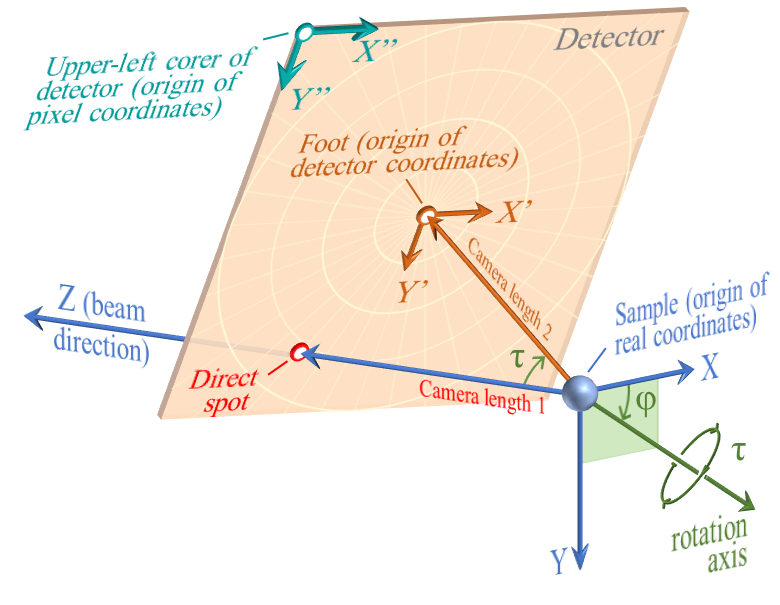 Upper-left corer of
detector (origin of
pixel coordinates)
X”
Y”
Detector
Foot (origin of
detector coordinates)
X’
Y’
Camera length 2
Z (beam
direction)
Direct
spot
τ
Camera length 1
Sample (origin of
real coordinates)
X
φ
τ
rotation
axis
Y